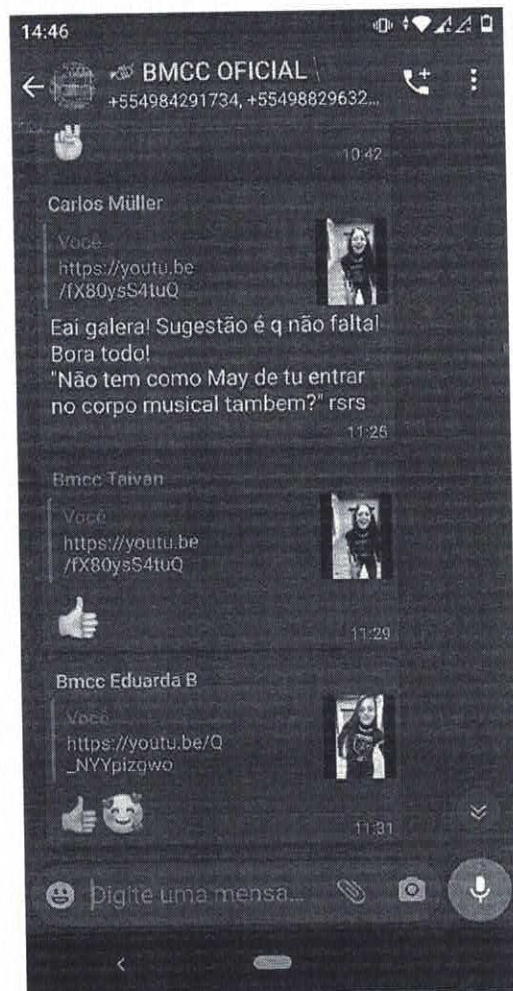 14:46
BMCC OFICIAL
+554984291734, +55498829632...
10:42
Carlos Müller
Você
https://youtu.be
/fX80ysS4tuQ
Eai galera! Sugestão é q não falta!
Bora todo!
"Não tem como May de tu entrar
no corpo musical tambem?" rsrs
11:25
Bmcc Taivan
Você
https://youtu.be
/fX80ysS4tuQ
11:29
Bmcc Eduarda B
Você
https://youtu.be/Q
_NYYpizgwo
11:31
Digite uma mensa...